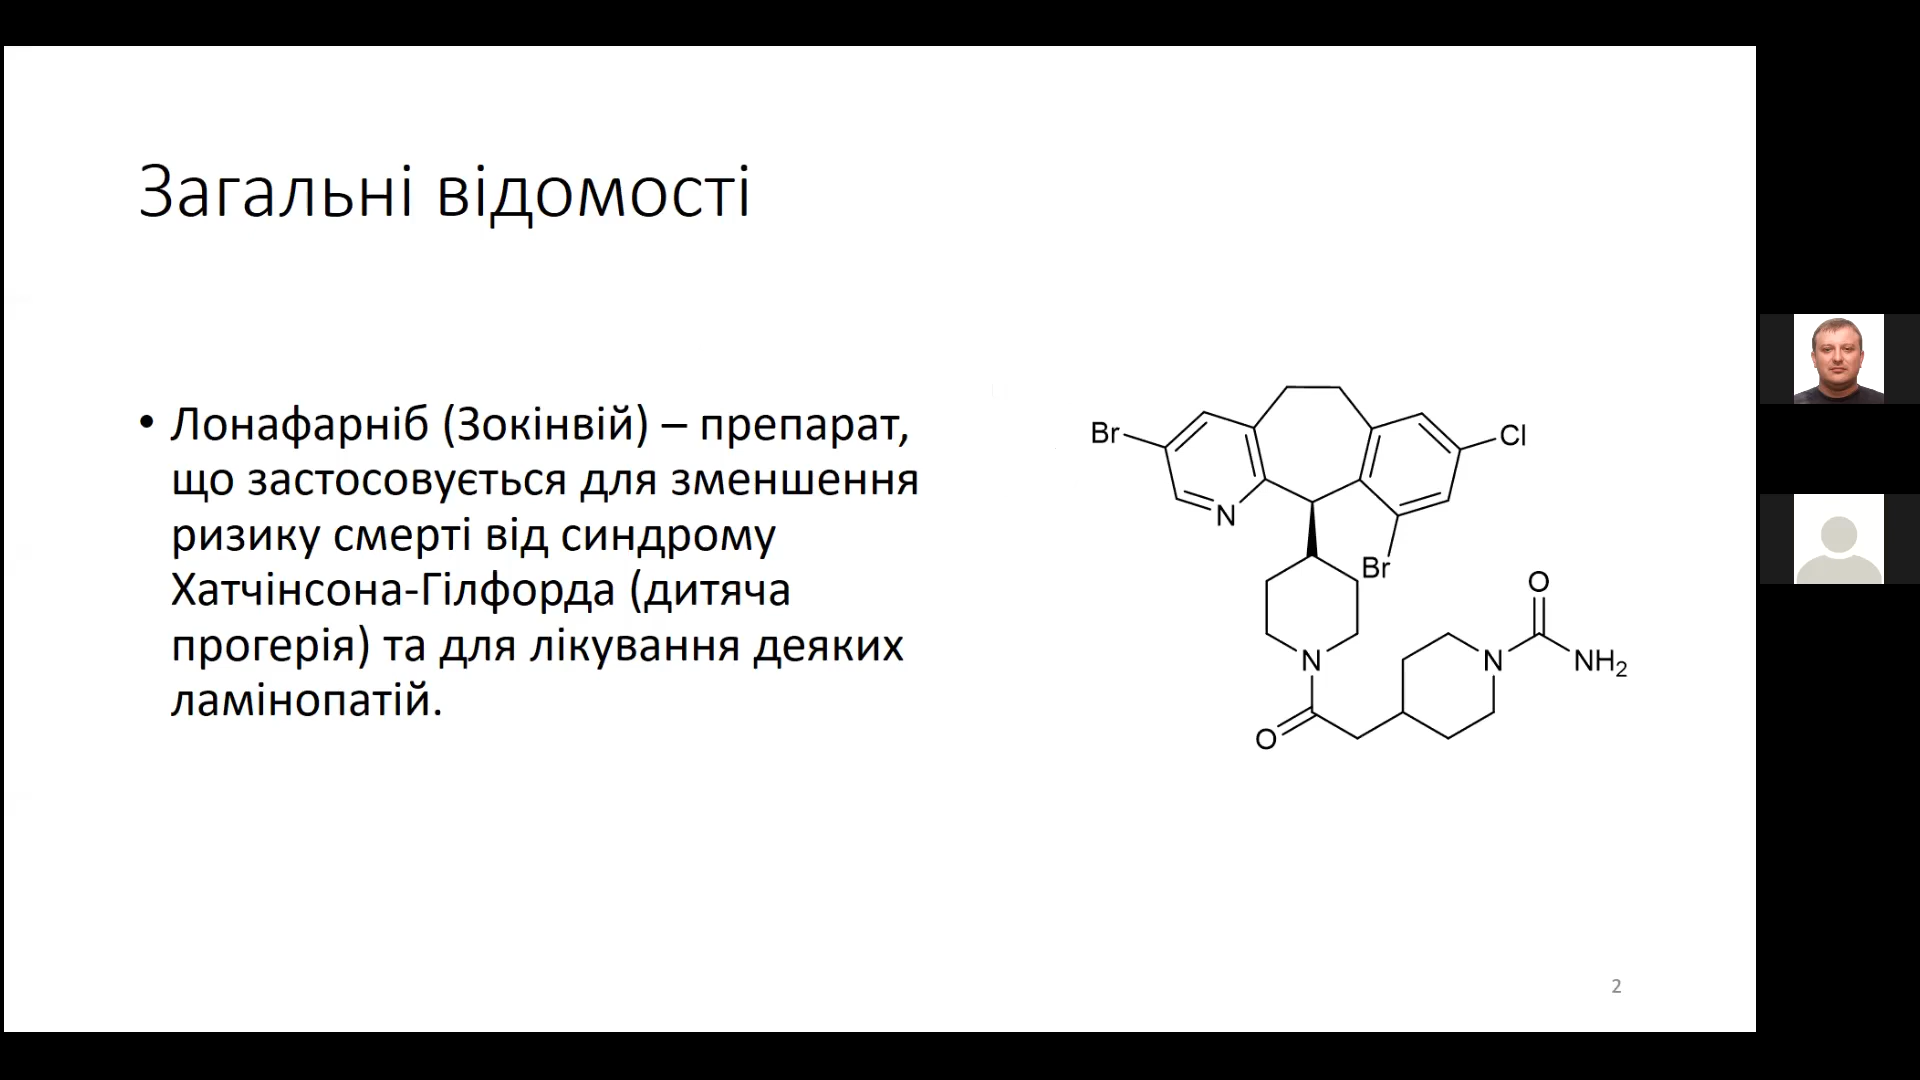 Загальні відомості
• Лонафарніб (Зокінвій) – препарат,
що застосовується для зменшення
ризику смерті від синдрому
Хатчінсона-Гілфорда (дитяча
прогерія) та для лікування деяких
ламінопатій.
Br
Cl
N
Br
O
N
N
NH₂
O
2